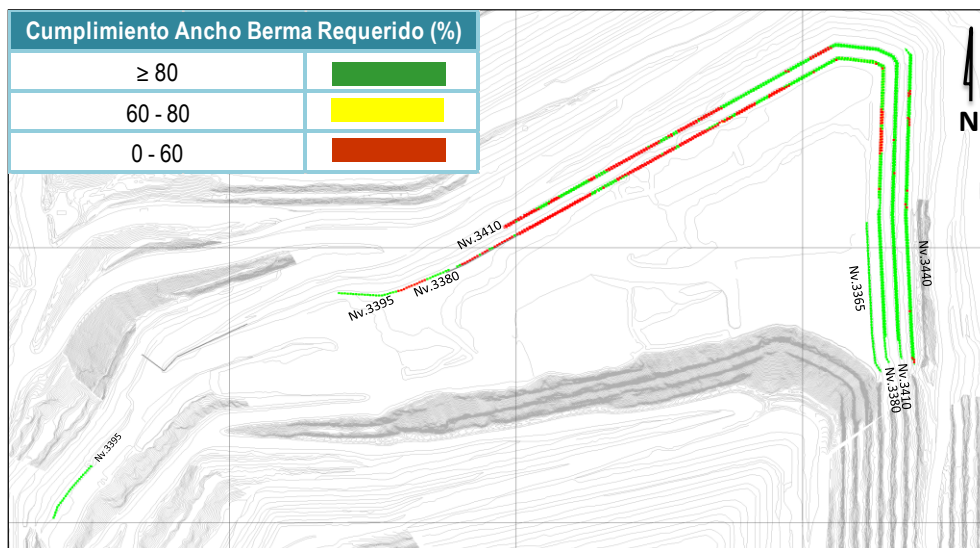 Cumplimiento Ancho Berma Requerido (%)
≥ 80
60 - 80
0 - 60
N
Nv.3410
Nv.3380
Nv.3395
Nv.3365
Nv.3440
Nv.3410
Nv.3380
Nv.3395